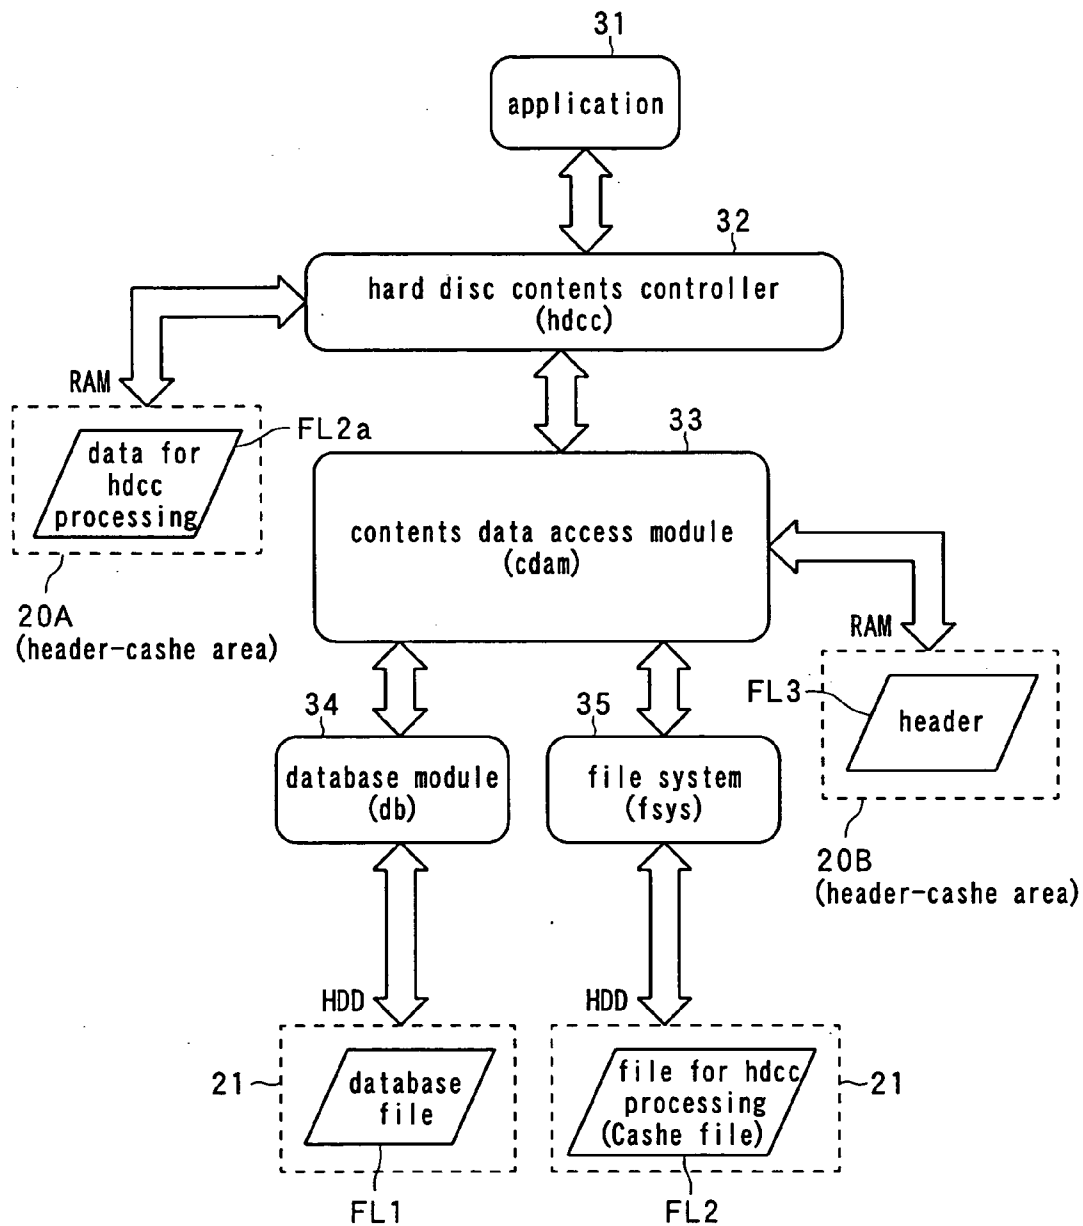 31
application
32
hard disc contents controller
(hdcc)
RAM
FL2a
data for
hdcc
processing
20A
(header-cashe area)
33
contents data access module
(cdam)
RAM
FL3
header
20B
(header-cashe area)
34
database module
(db)
35
file system
(fsys)
HDD
21
database
file
FL1
HDD
file for hdcc
processing
(Cashe file)
21
FL2